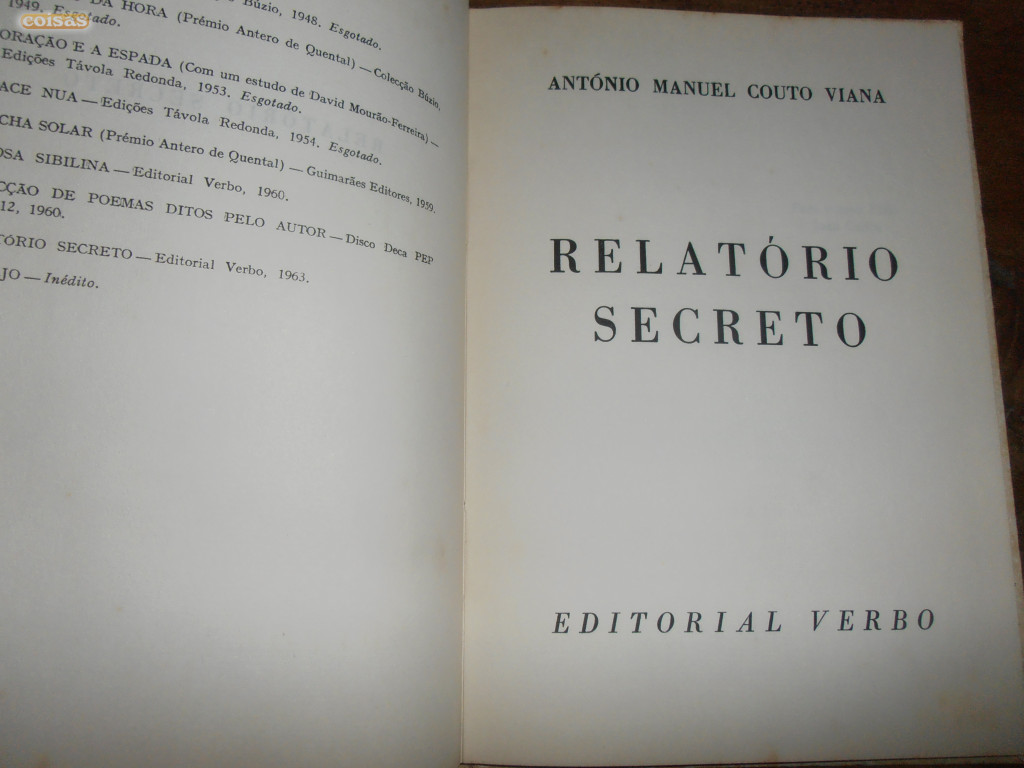 coisas
Búzio, 1948. Esgotado.
DA HORA (Prémio Antero de Quental) — Colecção Búzio,
1949. Esgotado.
ORAÇÃO E A ESPADA (Com um estudo de David Mourão-Ferreira) —
Edições Távola Redonda, 1953. Esgotado.
ACE NUA — Edições Távola Redonda, 1954. Esgotado.
CHA SOLAR (Prémio Antero de Quental) — Guimarães Editores, 1959.
OSA SIBILINA — Editorial Verbo, 1960.
CÇÃO DE POEMAS DITOS PELO AUTOR — Disco Deca PEP
12, 1960.
TÓRIO SECRETO — Editorial Verbo, 1963.
JO — Inédito.
ANTÓNIO MANUEL COUTO VIANA
RELATÓRIO
SECRETO
EDITORIAL VERBO